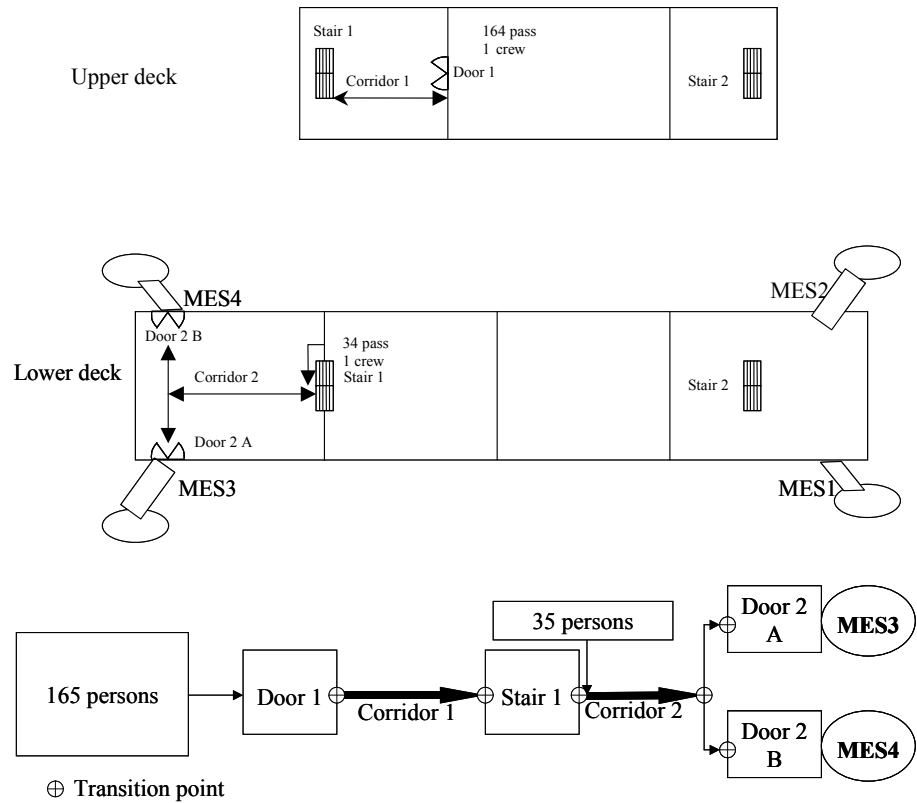 Upper deck
Stair 1
164 pass
1 crew
Corridor 1
Door 1
Stair 2
MES4
MES2
Door 2 B
Lower deck
34 pass
1 crew
Corridor 2
Stair 1
Stair 2
Door 2 A
MES3
MES1
165 persons
Door 1
Corridor 1
Stair 1
35 persons
Corridor 2
Door 2
A
MES3
Door 2
B
MES4
Transition point